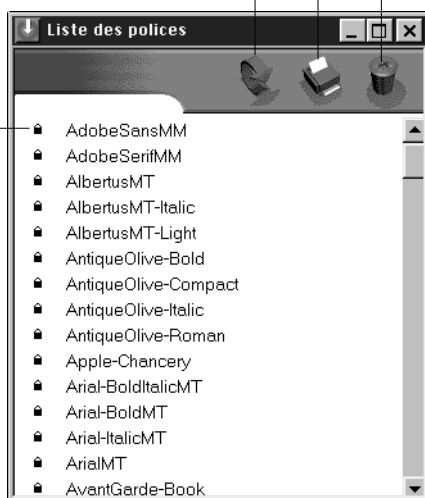 Liste des polices
AdobeSansMM
AdobeSerifMM
AlbertusMT
AlbertusMT-Italic
AlbertusMT-Light
AntiqueOlive-Bold
AntiqueOlive-Compact
AntiqueOlive-Italic
AntiqueOlive-Roman
Apple-Chancery
Arial-BoldItalicMT
Arial-BoldMT
Arial-ItalicMT
ArialMT
AvantGarde-Book